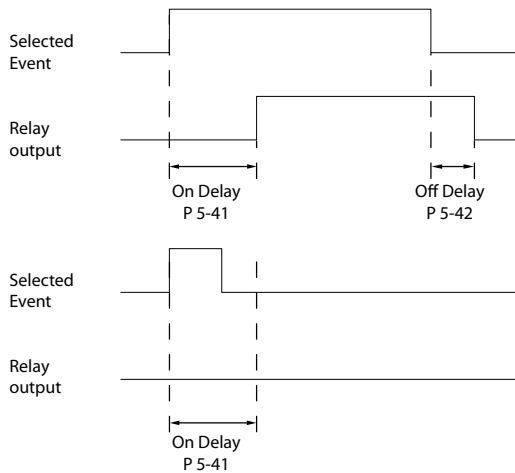 Selected
Event
Relay
output
On Delay
P 5-41
Off Delay
P 5-42
Selected
Event
Relay
output
On Delay
P 5-41